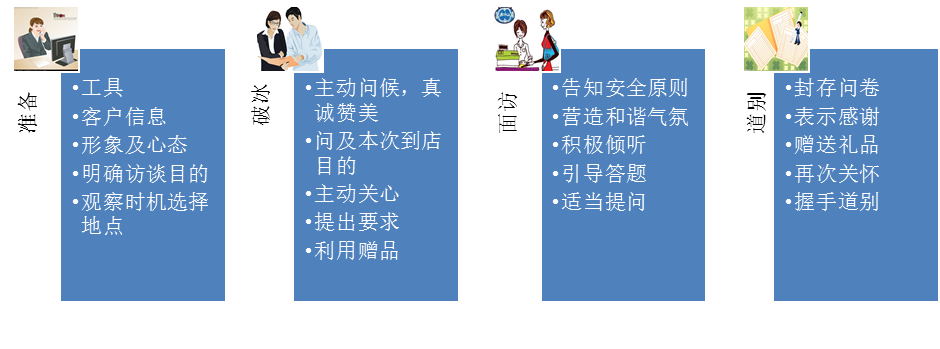 准备
•工具
•客户信息
•形象及心态
•明确访谈目的
•观察时机选择
地点
破冰
•主动问候，真
诚赞美
•问及本次到店
目的
•主动关心
•提出要求
•利用赠品
面访
•告知安全原则
•营造和谐气氛
•积极倾听
•引导答题
•适当提问
道别
•封存问卷
•表示感谢
•赠送礼品
•再次关怀
•握手道别